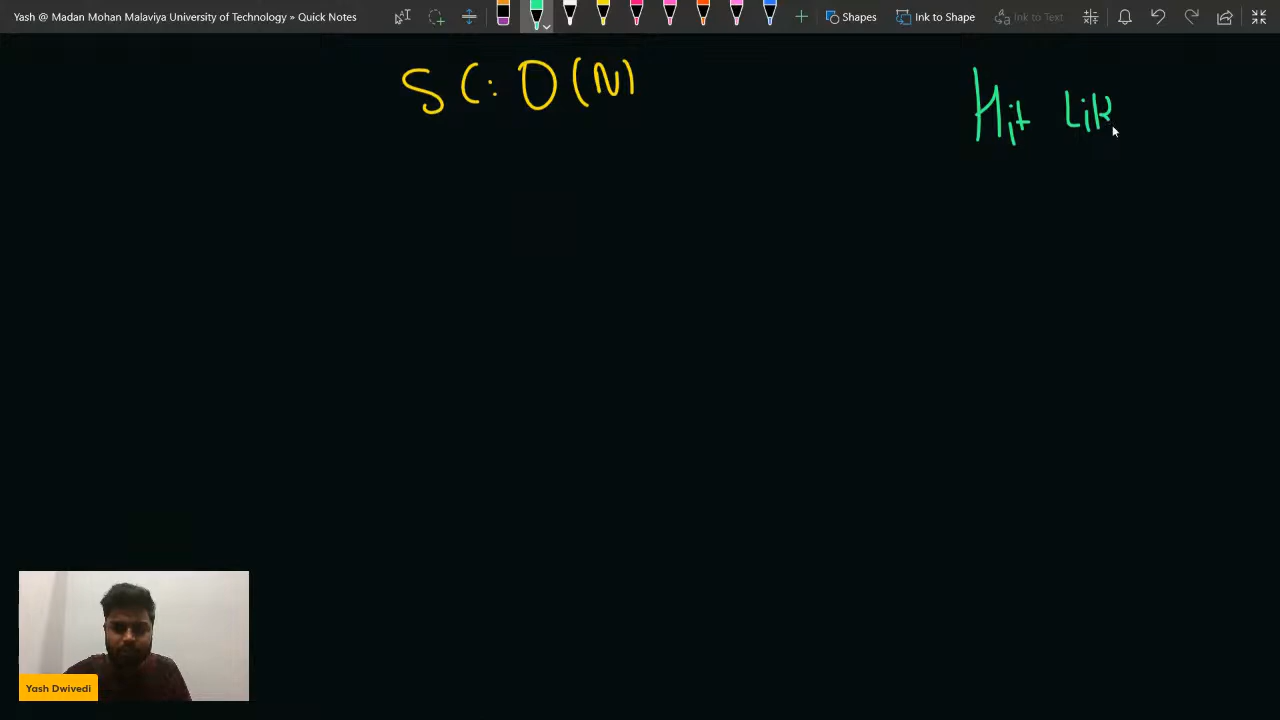 Yash @ Madan Mohan Malaviya University of Technology » Quick Notes
Shapes
Ink to Shape
Ink to Text
SC: O(N)
Hit Lik
Yash Dwivedi